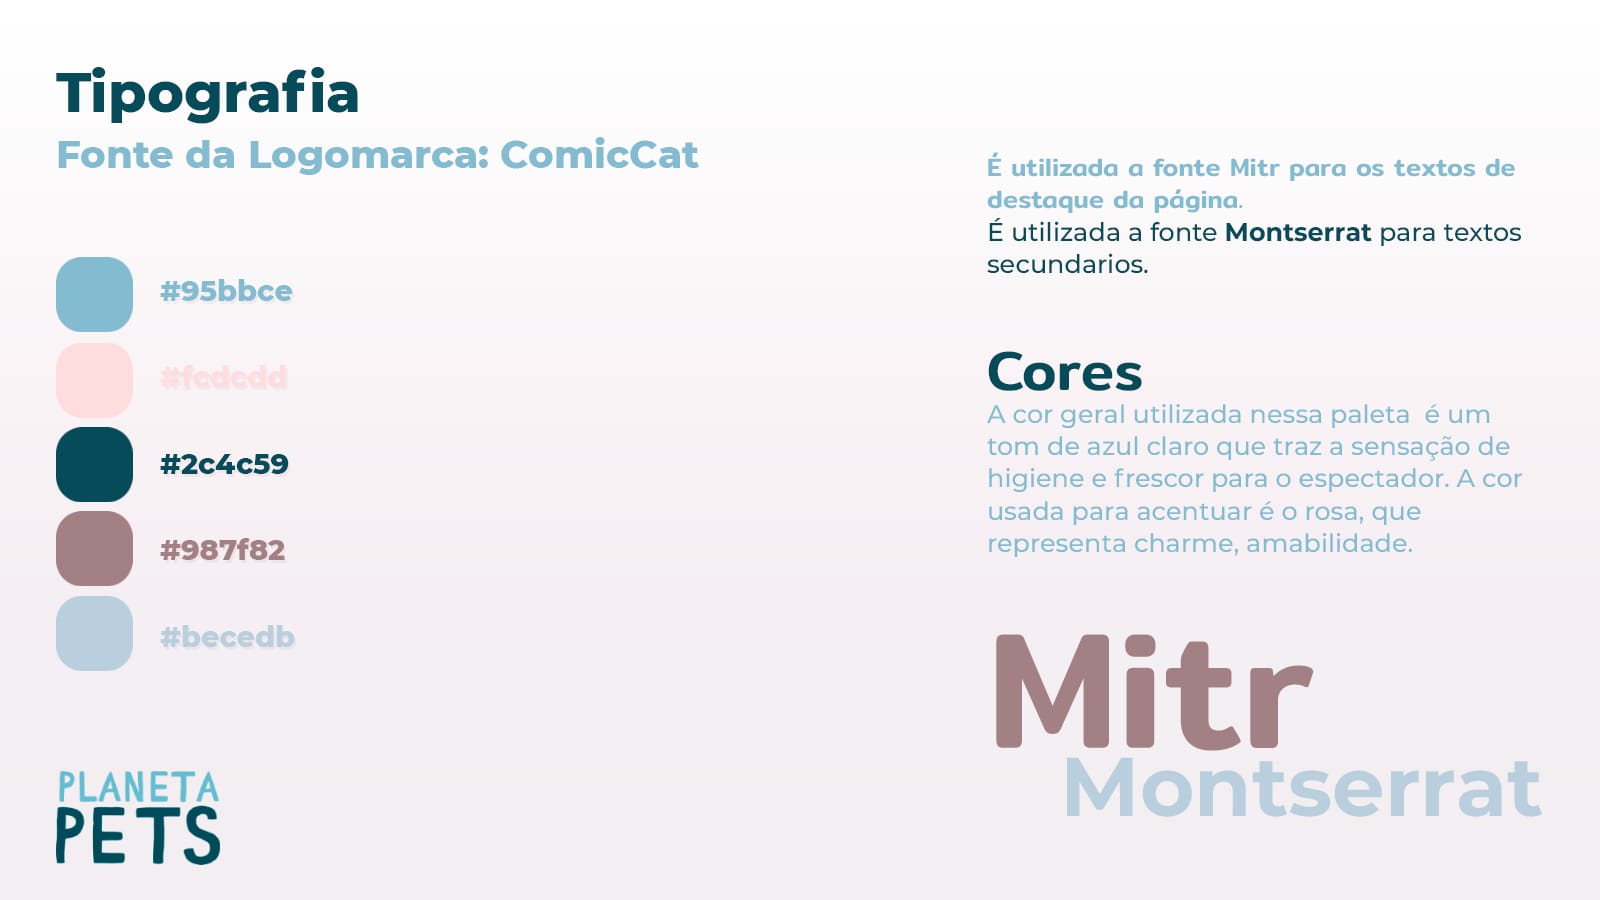 Tipografia
Fonte da Logomarca: ComicCat
#95bbce
#fcdcdd
#2c4c59
#987f82
#becedb
PLANETA
PETS
É utilizada a fonte Mitr para os textos de
destaque da página.
É utilizada a fonte Montserrat para textos
secundarios.
Cores
A cor geral utilizada nessa paleta  é um
tom de azul claro que traz a sensação de
higiene e frescor para o espectador. A cor
usada para acentuar é o rosa, que
representa charme, amabilidade.
Mitr
Montserrat